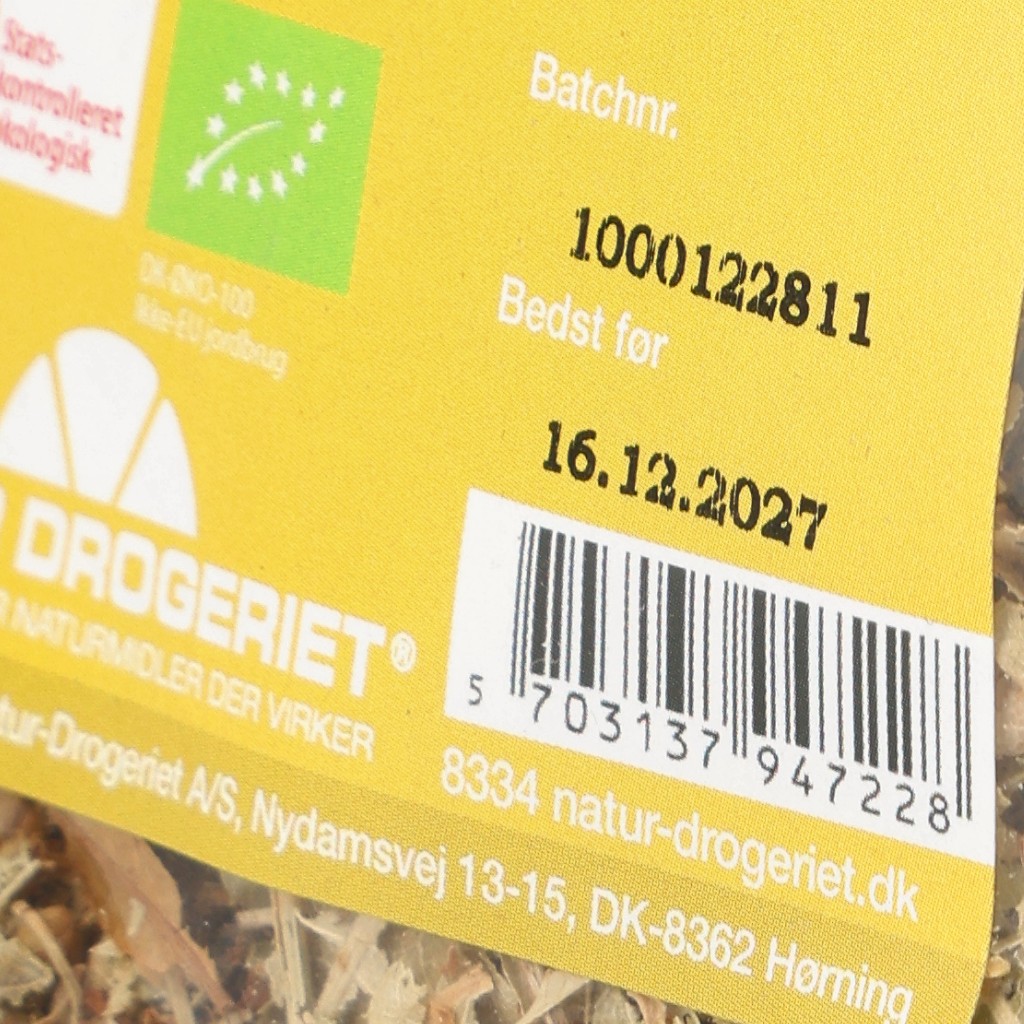 Stats-
kontrolleret
økologisk
DK-ØKO-100
Ikke-EU jordbrug
Batchnr.
1000122811
Bedst før
16.12.2027
DROGERIET®
NATURMIDLER DER VIRKER
5 703137 947228
8334 natur-drogeriet.dk
tur-Drogeriet A/S, Nydamsvej 13-15, DK-8362 Hørning